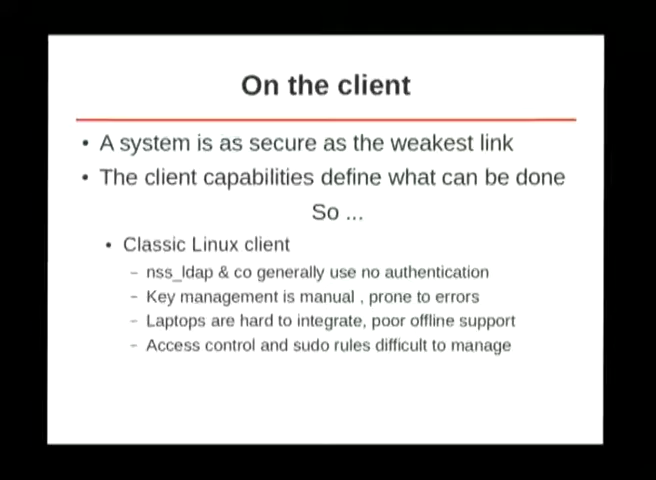 On the client
• A system is as secure as the weakest link
• The client capabilities define what can be done
So ...
• Classic Linux client
– nss_ldap & co generally use no authentication
– Key management is manual , prone to errors
– Laptops are hard to integrate, poor offline support
– Access control and sudo rules difficult to manage